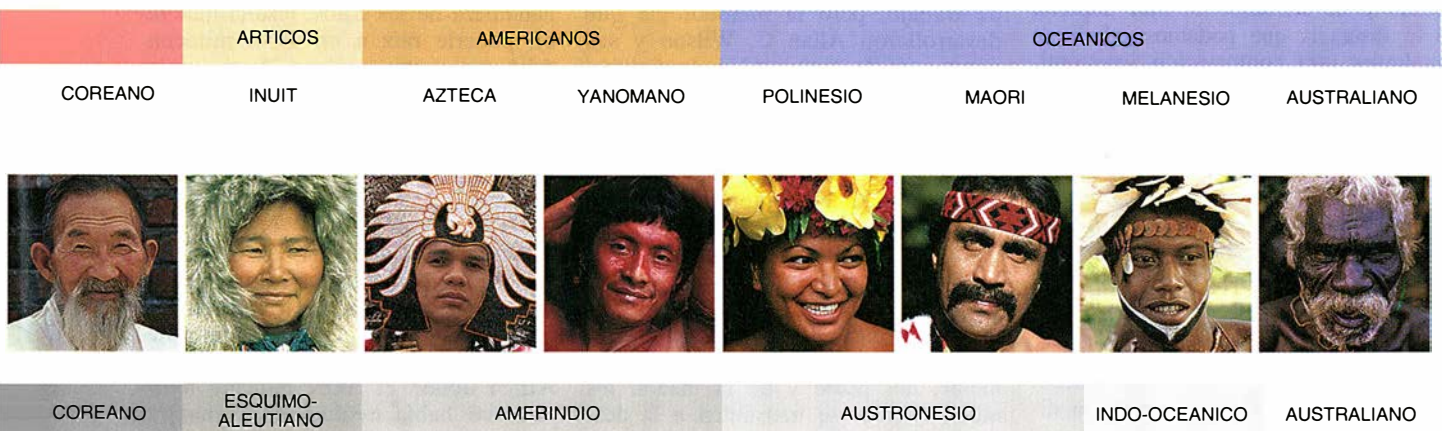 ARTICOS AMERICANOS OCEANICOS
COREANO INUIT AZTECA YANOMANO POLINESIO MAORI MELANESIO AUSTRALIANO
COREANO ESQUIMO-ALEUTIANO AMERINDIO AUSTRONESIO INDO-OCEANICO AUSTRALIANO